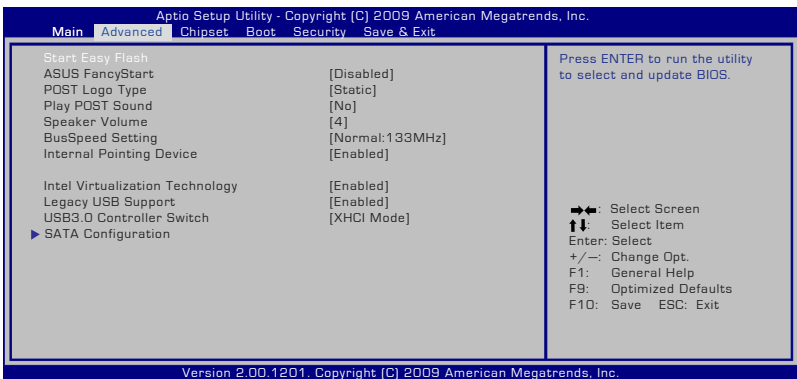 Aptio Setup Utility - Copyright (C) 2009 American Megatrends, Inc.
Main Advanced Chipset Boot Security Save & Exit
Start Easy Flash
ASUS FancyStart [Disabled]
POST Logo Type [Static]
Play POST Sound [No]
Speaker Volume [4]
BusSpeed Setting [Normal:133MHz]
Internal Pointing Device [Enabled]
Intel Virtualization Technology [Enabled]
Legacy USB Support [Enabled]
USB3.0 Controller Switch [XHCI Mode]
SATA Configuration
Press ENTER to run the utility
to select and update BIOS.
→←: Select Screen
↑↓: Select Item
Enter: Select
+/—: Change Opt.
F1: General Help
F9: Optimized Defaults
F10: Save ESC: Exit
Version 2.00.1201. Copyright (C) 2009 American Megatrends, Inc.